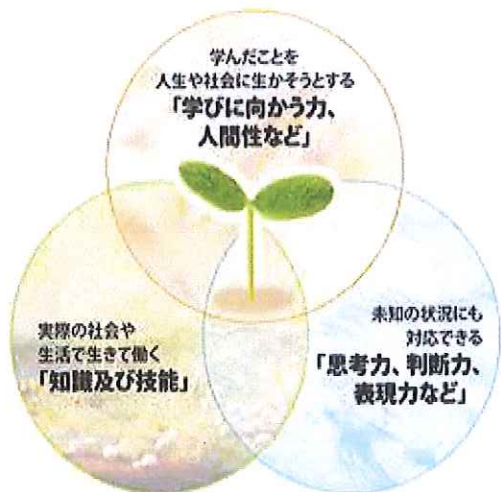 学んだことを
人生や社会に生かそうとする
「学びに向かう力、
人間性など」
実際の社会や
生活で生きて働く
「知識及び技能」
未知の状況にも
対応できる
「思考力、判断力、
表現力など」